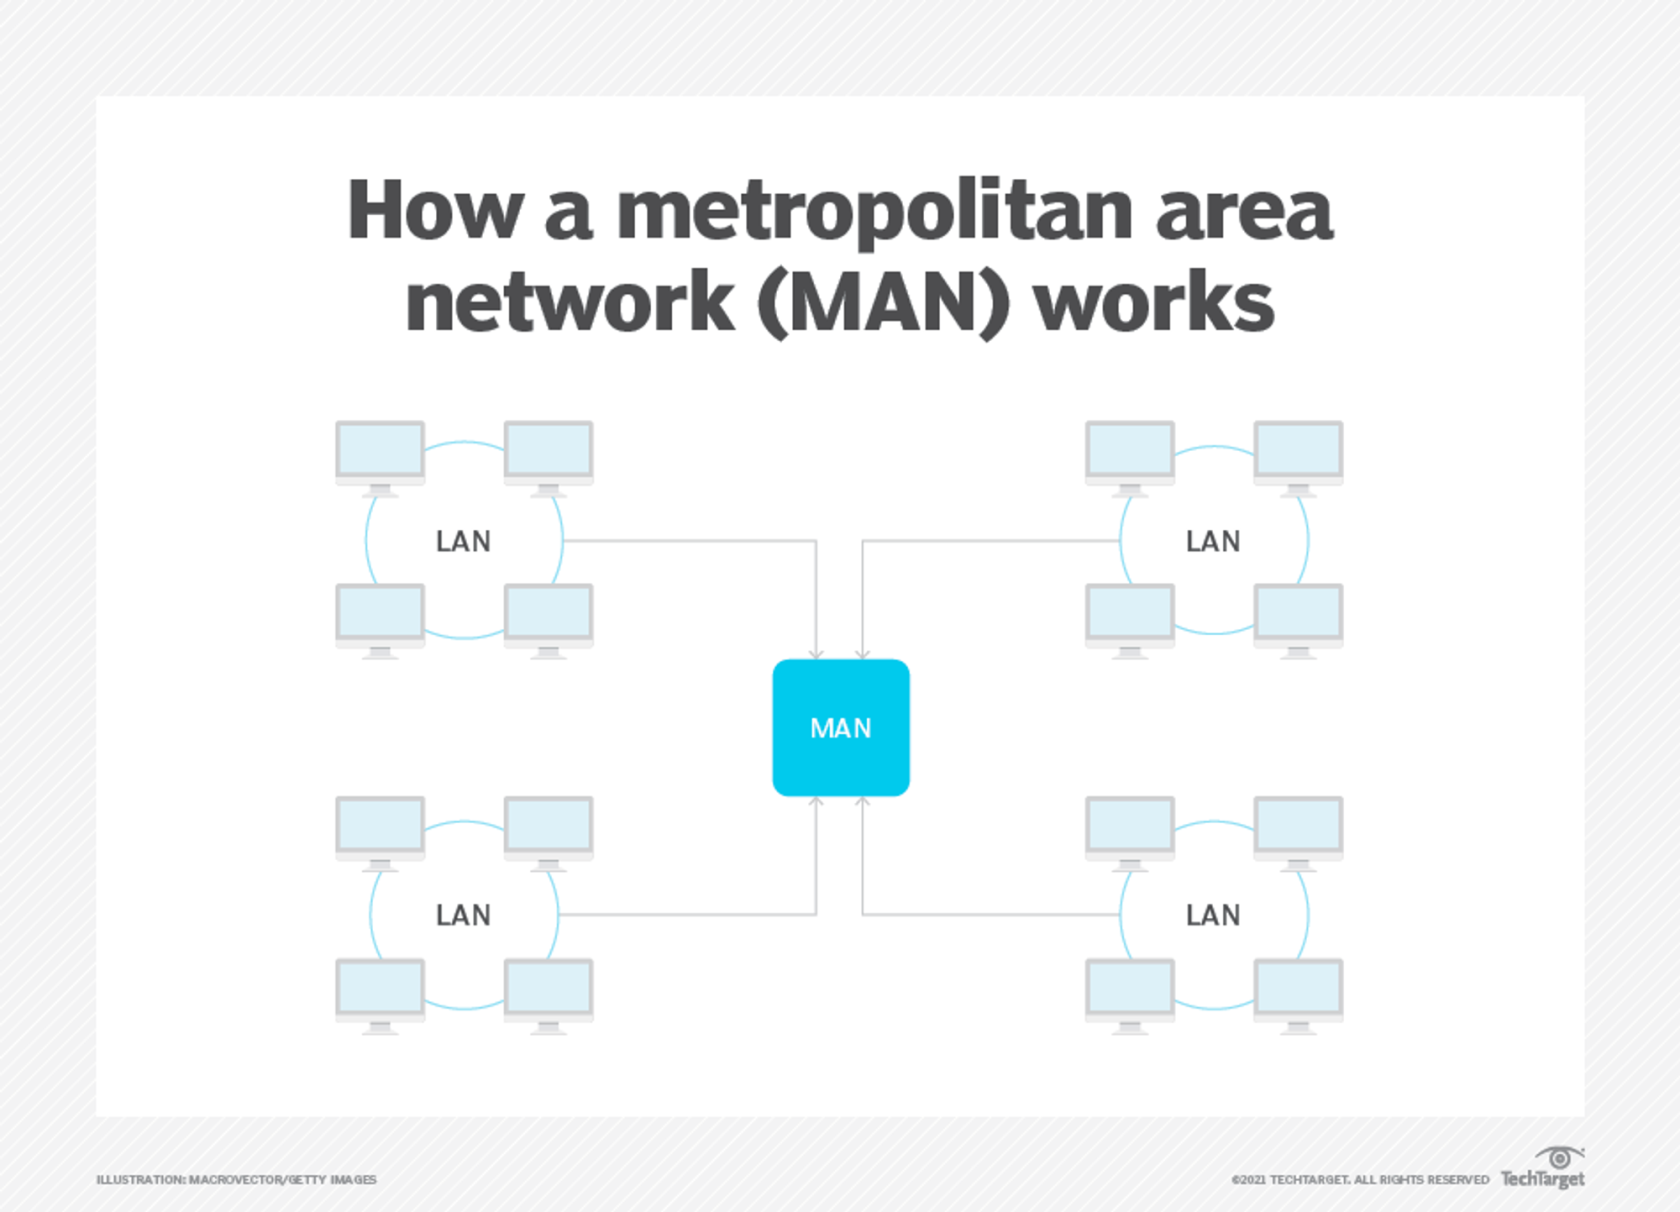 How a metropolitan area
network (MAN) works
LAN
LAN
MAN
LAN
LAN
ILLUSTRATION: MACROVECTOR/GETTY IMAGES
©2021 TECHTARGET. ALL RIGHTS RESERVED TechTarget